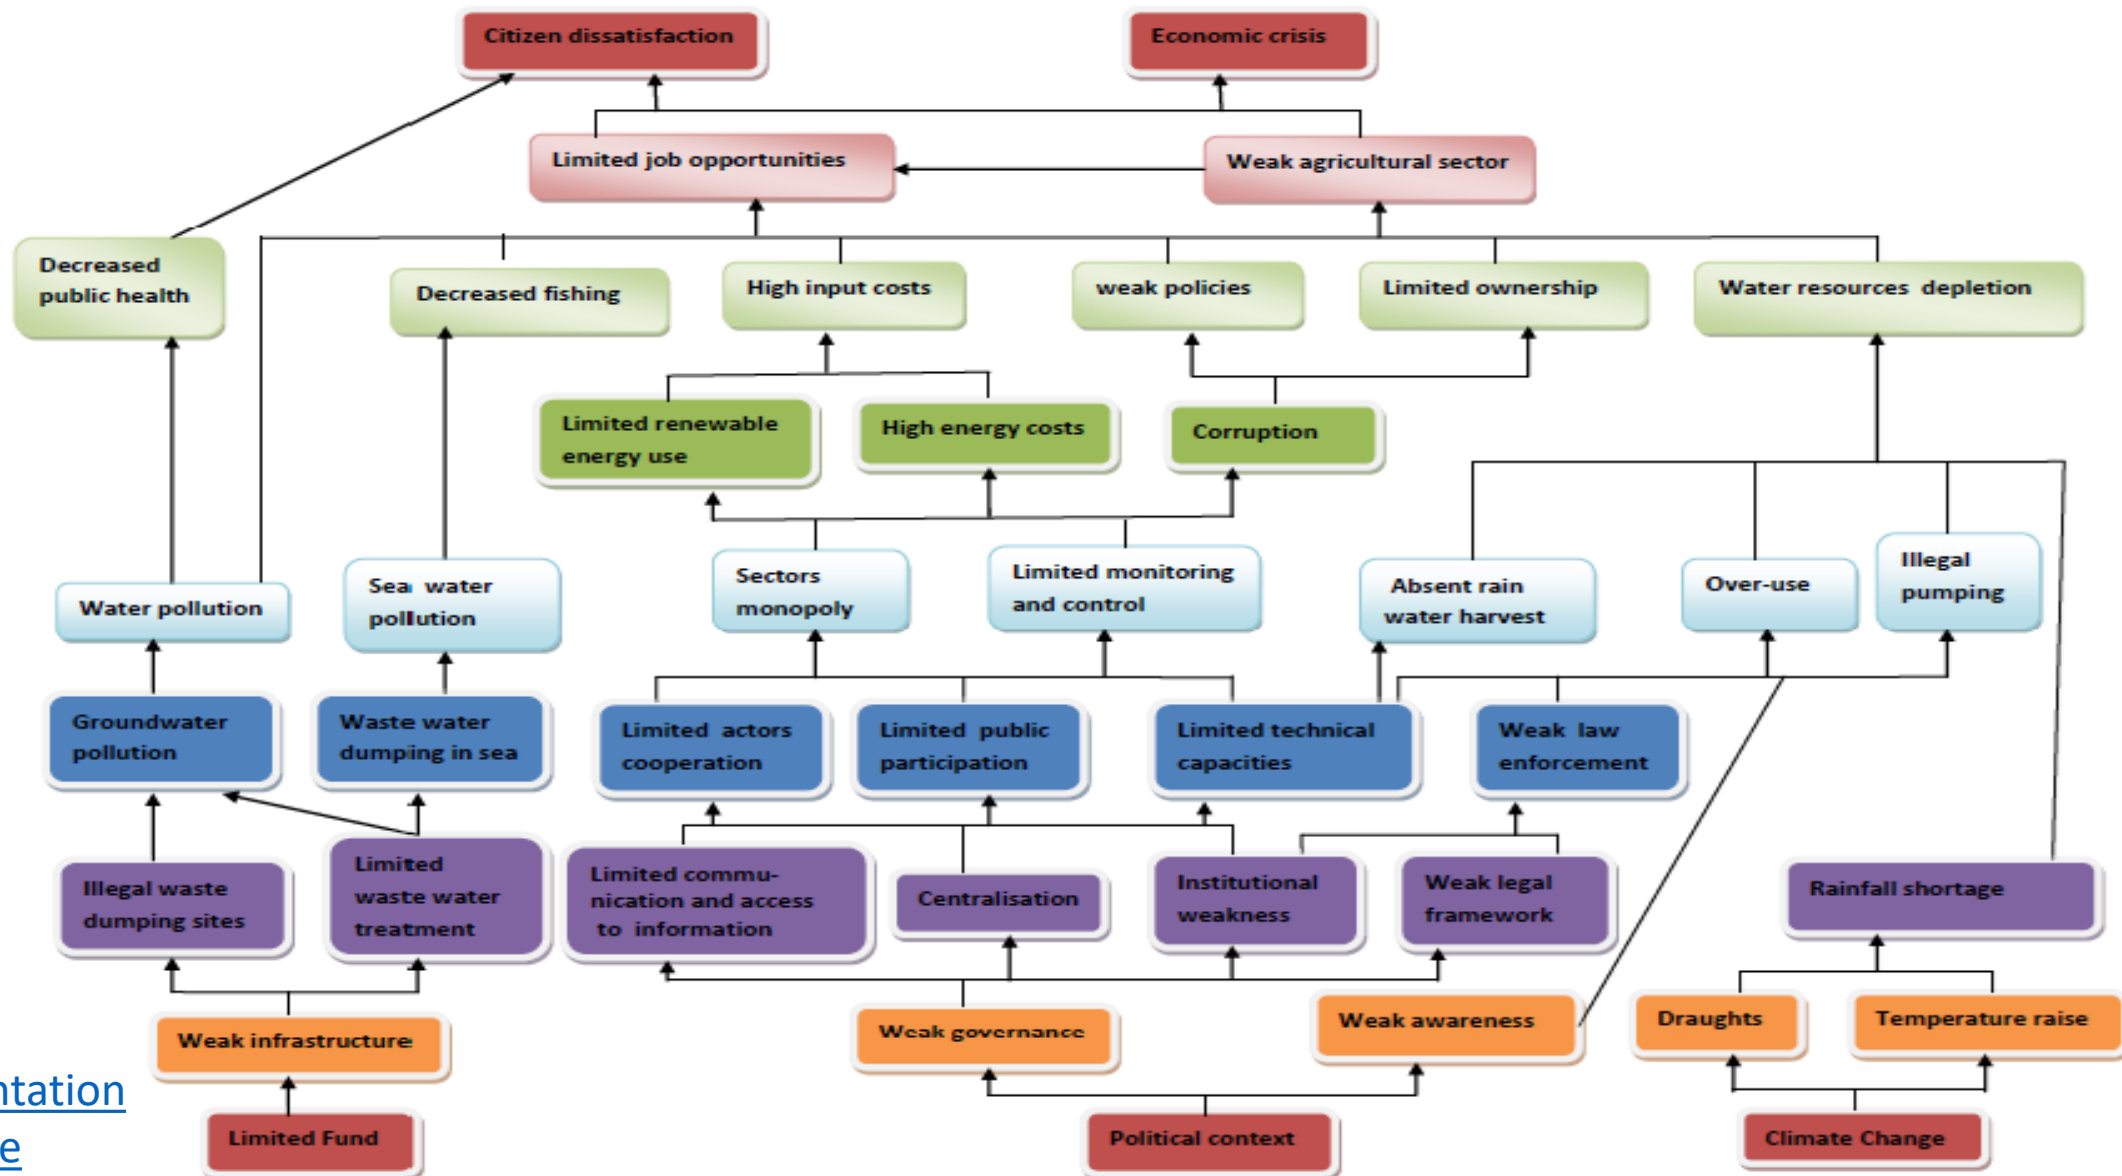 Citizen dissatisfaction
Economic crisis
Limited job opportunities
Weak agricultural sector
Decreased
public health
Decreased fishing
High input costs
weak policies
Limited ownership
Water resources depletion
Limited renewable
energy use
High energy costs
Corruption
Water pollution
Sea water
pollution
Sectors
monopoly
Limited monitoring
and control
Absent rain
water harvest
Over-use
Illegal
pumping
Groundwater
pollution
Waste water
dumping in sea
Limited actors
cooperation
Limited public
participation
Limited technical
capacities
Weak law
enforcement
Illegal waste
dumping sites
Limited
waste water
treatment
Limited commu-
nication and access
to information
Centralisation
Institutional
weakness
Weak legal
framework
Rainfall shortage
Weak infrastructure
Weak governance
Weak awareness
Draughts
Temperature raise
ntation
e
Limited Fund
Political context
Climate Change